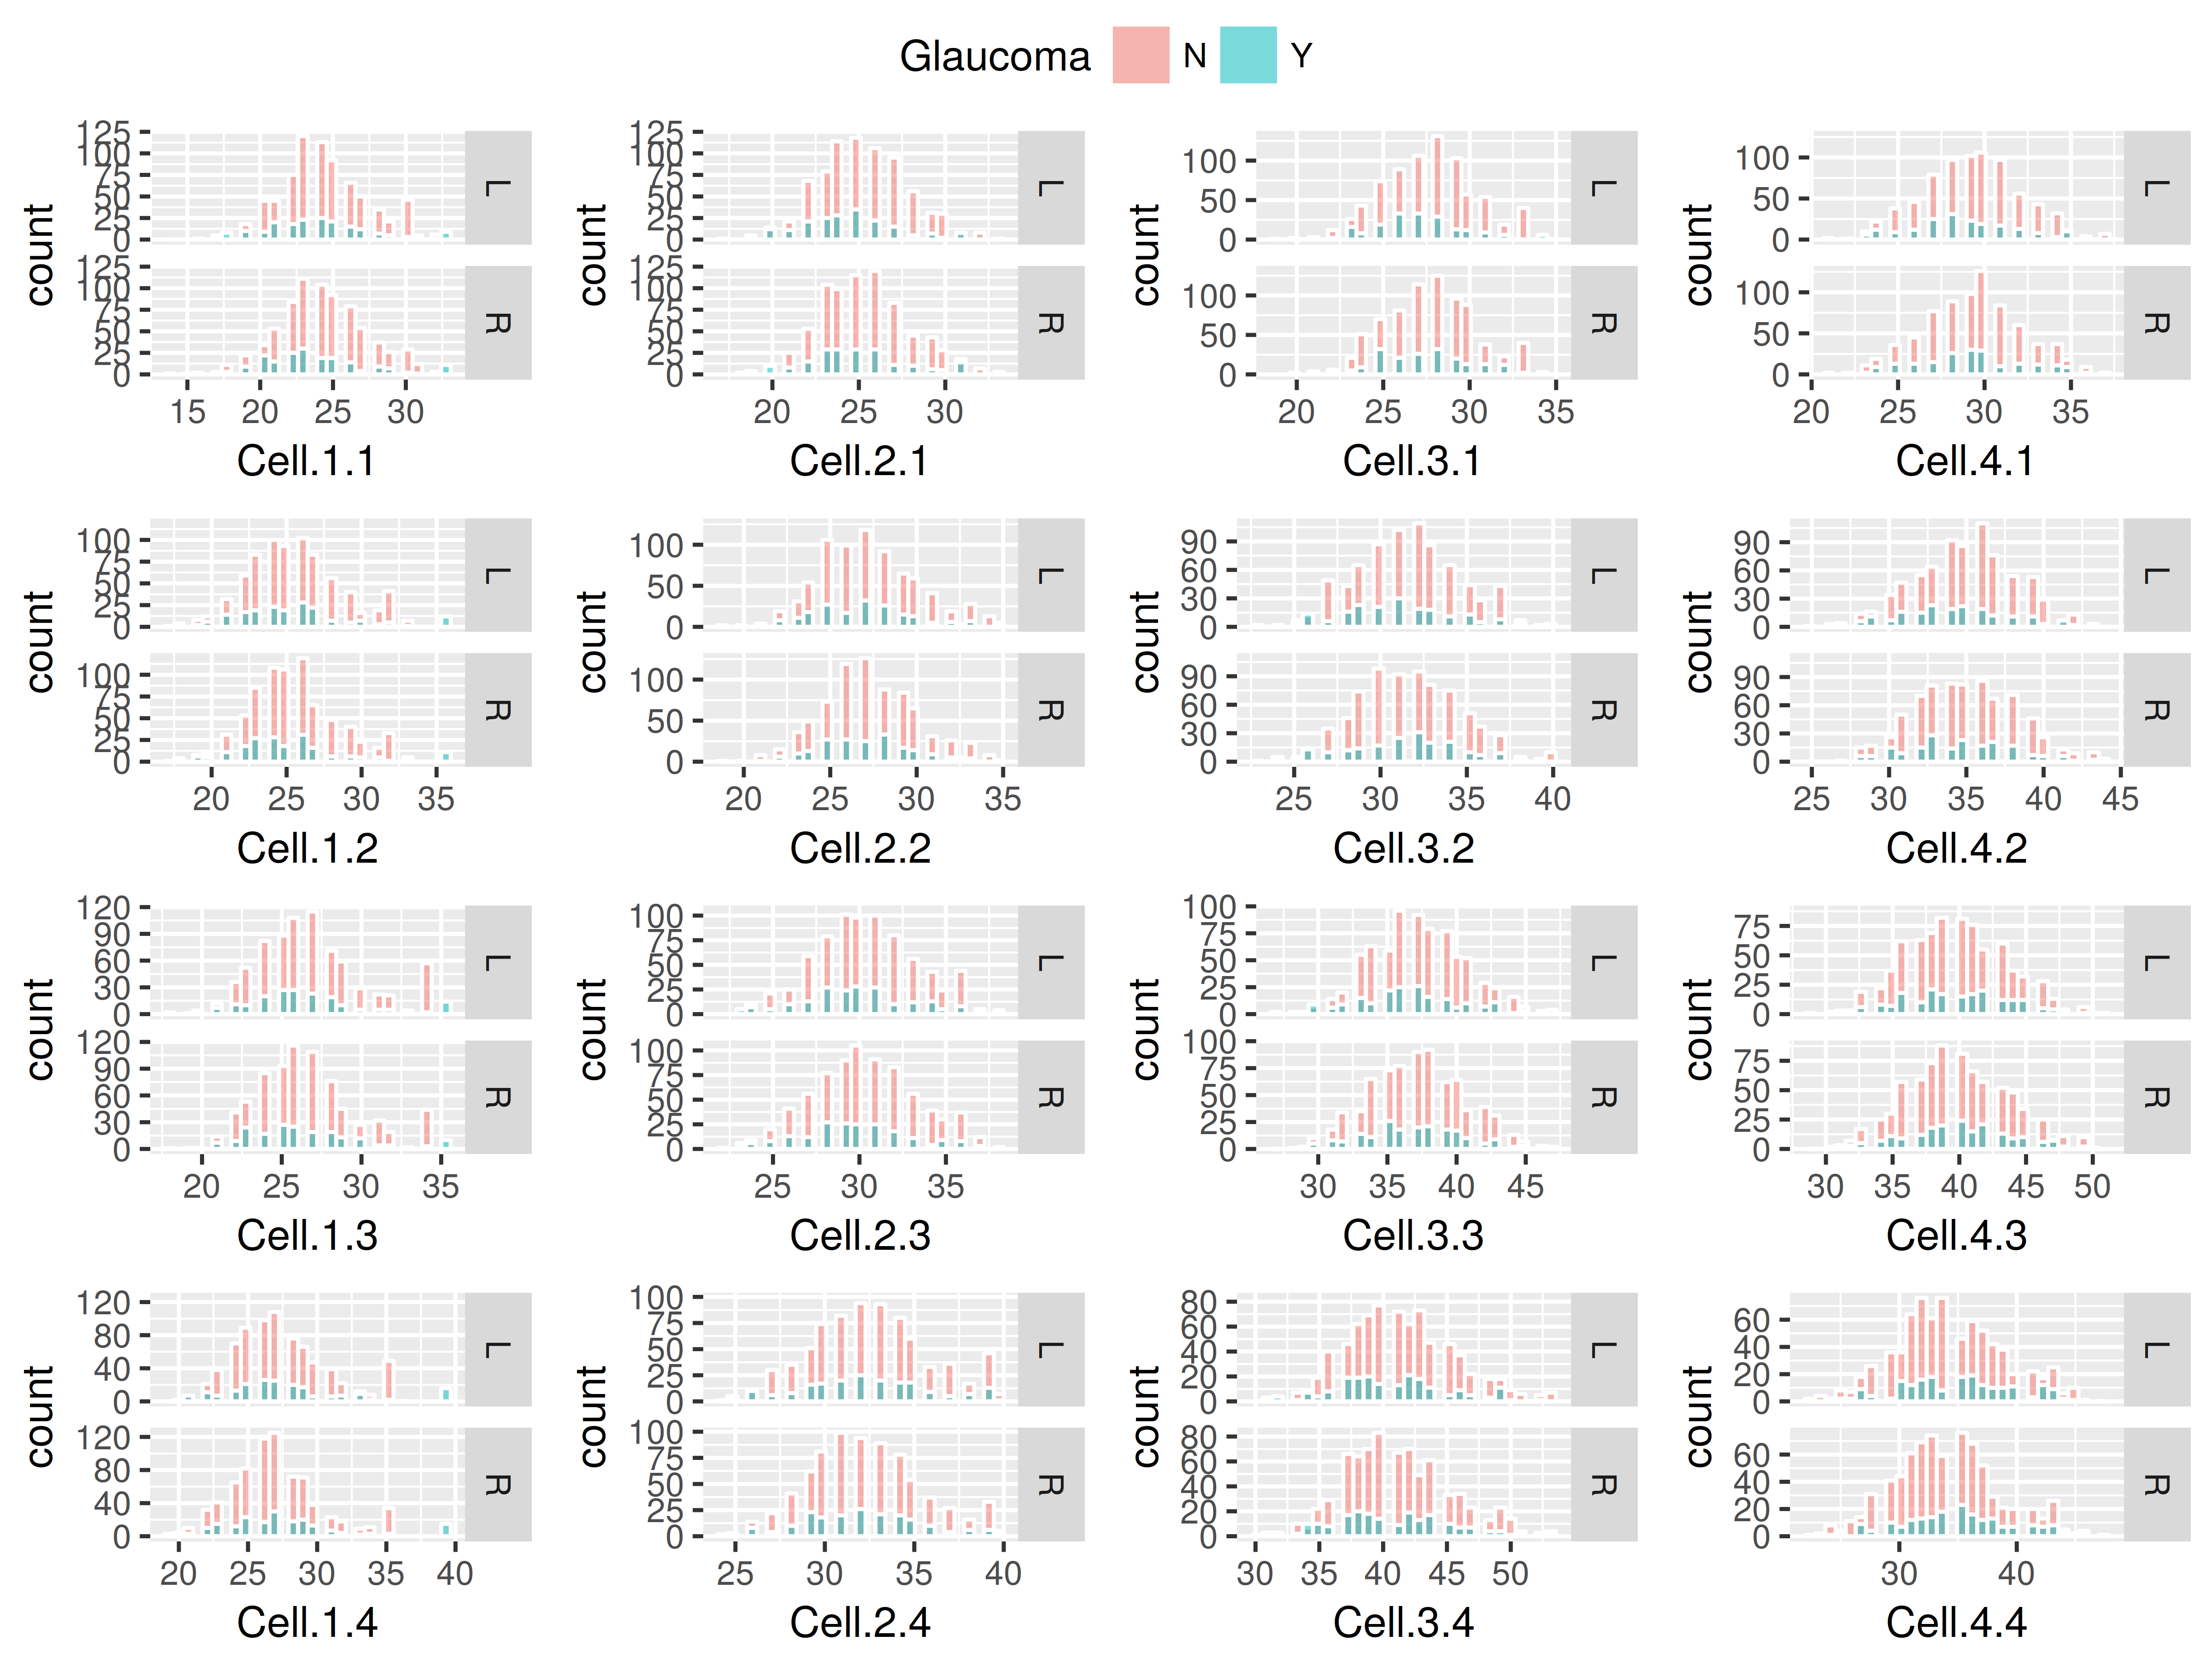 Glaucoma N Y
count 125 100 75 50 25 0 L
125 100 75 50 25 0 R
15 20 25 30
Cell.1.1
count 125 100 75 50 25 0 L
125 100 75 50 25 0 R
20 25 30
Cell.2.1
count 100 50 0 L
100 50 0 R
20 25 30 35
Cell.3.1
count 100 50 0 L
100 50 0 R
20 25 30 35
Cell.4.1
count 100 75 50 25 0 L
100 75 50 25 0 R
20 25 30 35
Cell.1.2
count 100 50 0 L
100 50 0 R
20 25 30 35
Cell.2.2
count 90 60 30 0 L
90 60 30 0 R
25 30 35 40
Cell.3.2
count 90 60 30 0 L
90 60 30 0 R
25 30 35 40 45
Cell.4.2
count 120 90 60 30 0 L
120 90 60 30 0 R
20 25 30 35
Cell.1.3
count 100 75 50 25 0 L
100 75 50 25 0 R
25 30 35
Cell.2.3
count 100 75 50 25 0 L
100 75 50 25 0 R
30 35 40 45
Cell.3.3
count 75 50 25 0 L
75 50 25 0 R
30 35 40 45 50
Cell.4.3
count 120 80 40 0 L
120 80 40 0 R
20 25 30 35 40
Cell.1.4
count 100 75 50 25 0 L
100 75 50 25 0 R
25 30 35 40
Cell.2.4
count 80 60 40 20 0 L
80 60 40 20 0 R
30 35 40 45 50
Cell.3.4
count 60 40 20 0 L
60 40 20 0 R
30 40
Cell.4.4